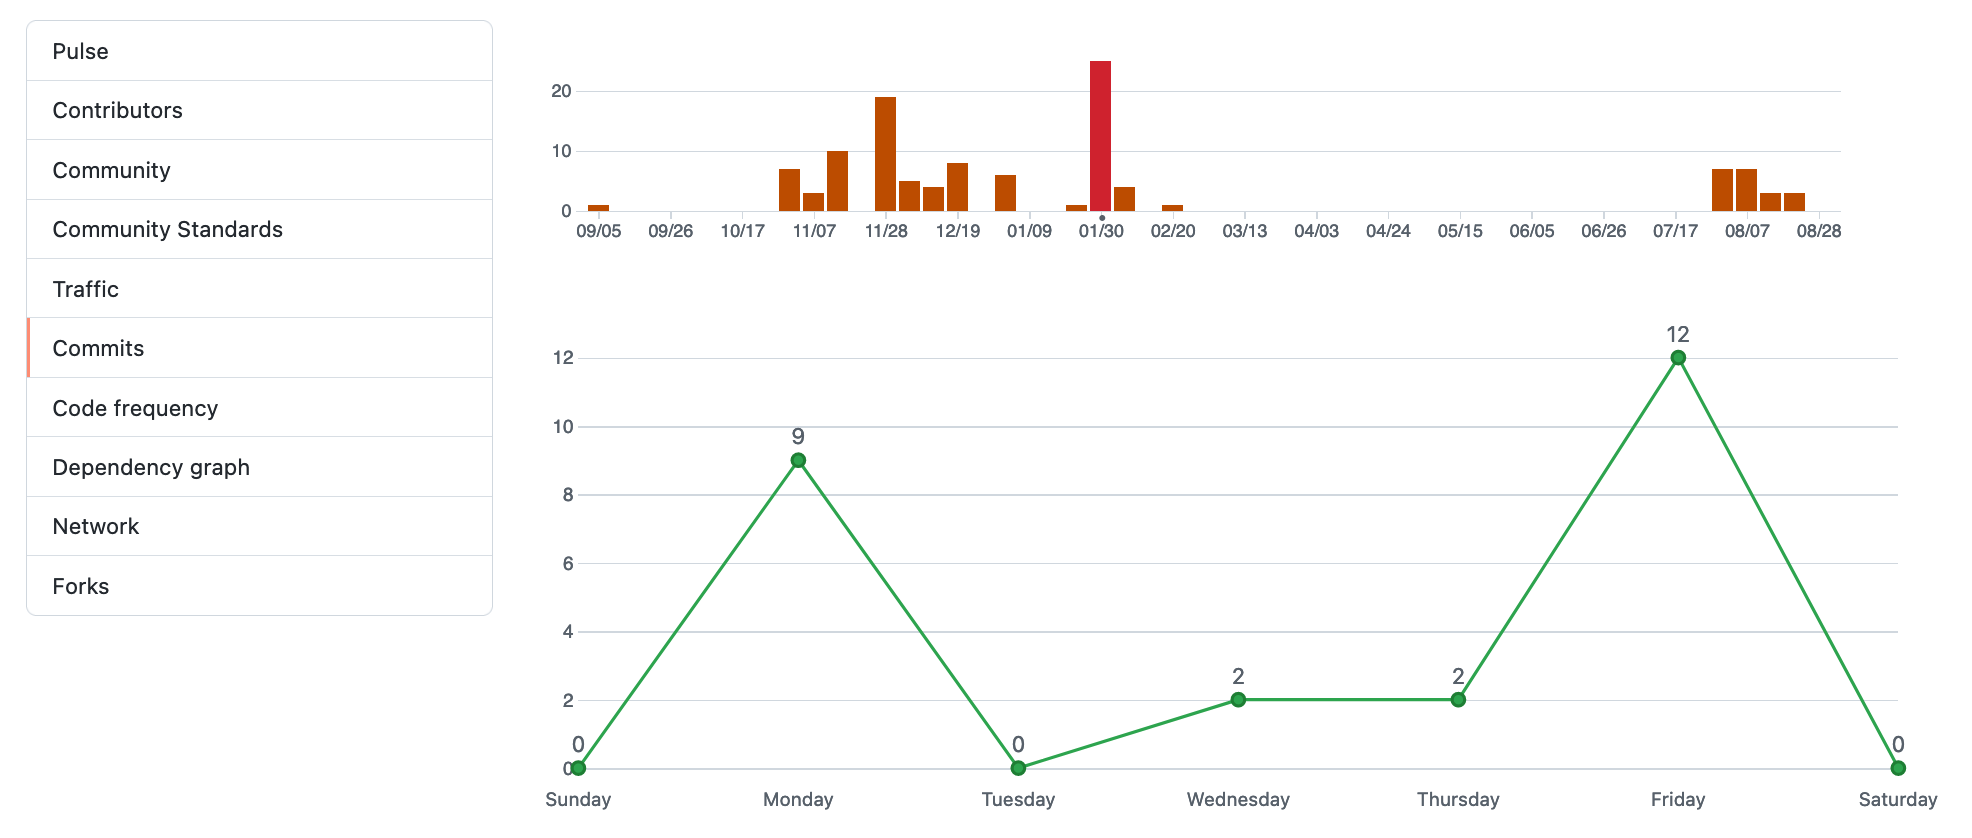 Pulse
Contributors
Community
Community Standards
Traffic
Commits
Code frequency
Dependency graph
Network
Forks
20
10
0
09/05 09/26 10/17 11/07 11/28 12/19 01/09 01/30 02/20 03/13 04/03 04/24 05/15 06/05 06/26 07/17 08/07 08/28
12
12
10
9
8
6
4
2 2
2
0 0 0
0
Sunday Monday Tuesday Wednesday Thursday Friday Saturday